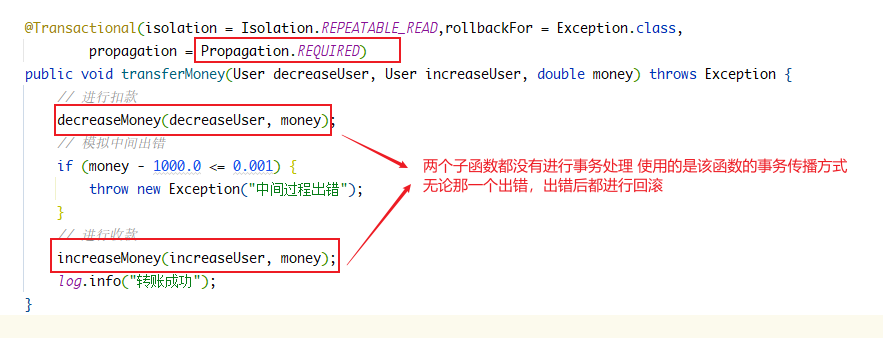 @Transactional(isolation = Isolation.REPEATABLE_READ,rollbackFor = Exception.class,
propagation = Propagation.REQUIRED)
public void transferMoney(User decreaseUser, User increaseUser, double money) throws Exception {
// 进行扣款
decreaseMoney(decreaseUser, money);
// 模拟中间出错
if (money - 1000.0 <= 0.001) {
throw new Exception("中间过程出错");
}
两个子函数都没有进行事务处理 使用的是该函数的事务传播方式
无论那一个出错，出错后都进行回滚
// 进行收款
increaseMoney(increaseUser, money);
log.info("转账成功");
}